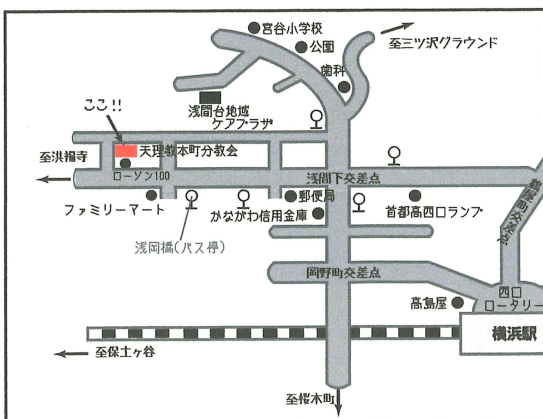 宮谷小学校
公園
至三ツ沢グラウンド
歯科
ここ!!
浅間台地域
ケアプラザ
天理教本町分教会
至洪福寺
ローソン100
浅間下交差点
鶴屋町交差点
ファミリーマート
郵便局
かながわ信用金庫
首都高西口ランプ
浅岡橋(バス停)
岡野町交差点
西口
ロータリー
高島屋
横浜駅
至保土ヶ谷
至桜木町